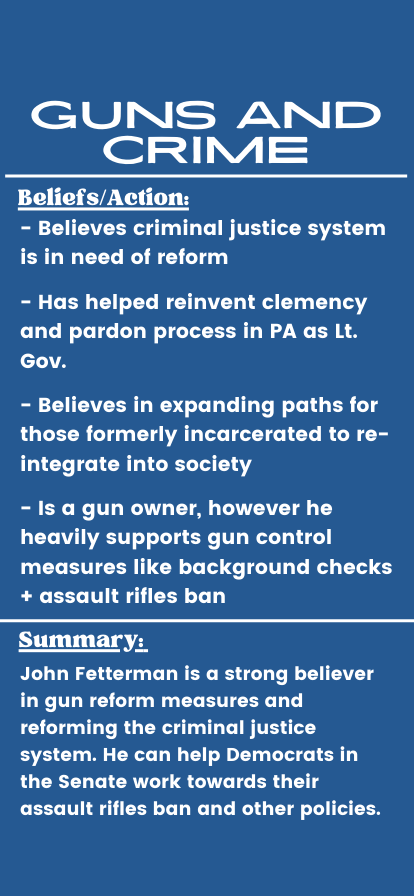 GUNS AND
CRIME
Beliefs/Action:
- Believes criminal justice system
is in need of reform
- Has helped reinvent clemency
and pardon process in PA as Lt.
Gov.
- Believes in expanding paths for
those formerly incarcerated to re-
integrate into society
- Is a gun owner, however he
heavily supports gun control
measures like background checks
+ assault rifles ban
Summary:
John Fetterman is a strong believer
in gun reform measures and
reforming the criminal justice
system. He can help Democrats in
the Senate work towards their
assault rifles ban and other policies.